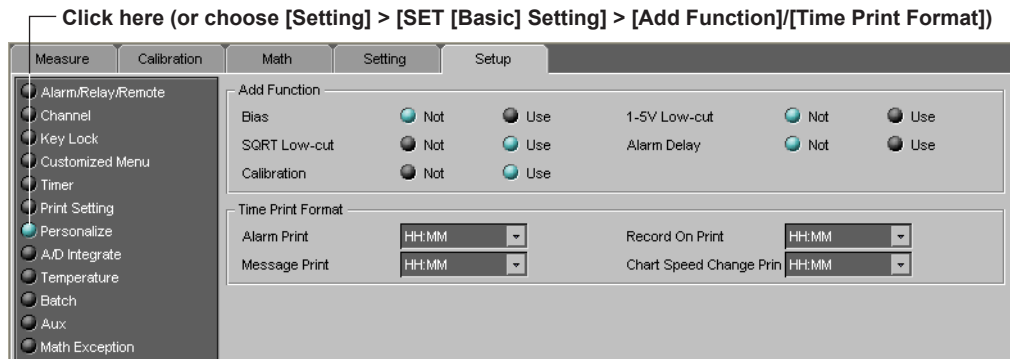 Click here (or choose [Setting] > [SET [Basic] Setting] > [Add Function]/[Time Print Format])
Measure Calibration Math Setting Setup
Alarm/Relay/Remote
Channel
Key Lock
Customized Menu
Timer
Print Setting
Personalize
A/D Integrate
Temperature
Batch
Aux
Math Exception
Add Function
Bias Not Use 1-5V Low-cut Not Use
SQRT Low-cut Not Use Alarm Delay Not Use
Calibration Not Use
Time Print Format
Alarm Print HH:MM Record On Print HH:MM
Message Print HH:MM Chart Speed Change Prin HH:MM